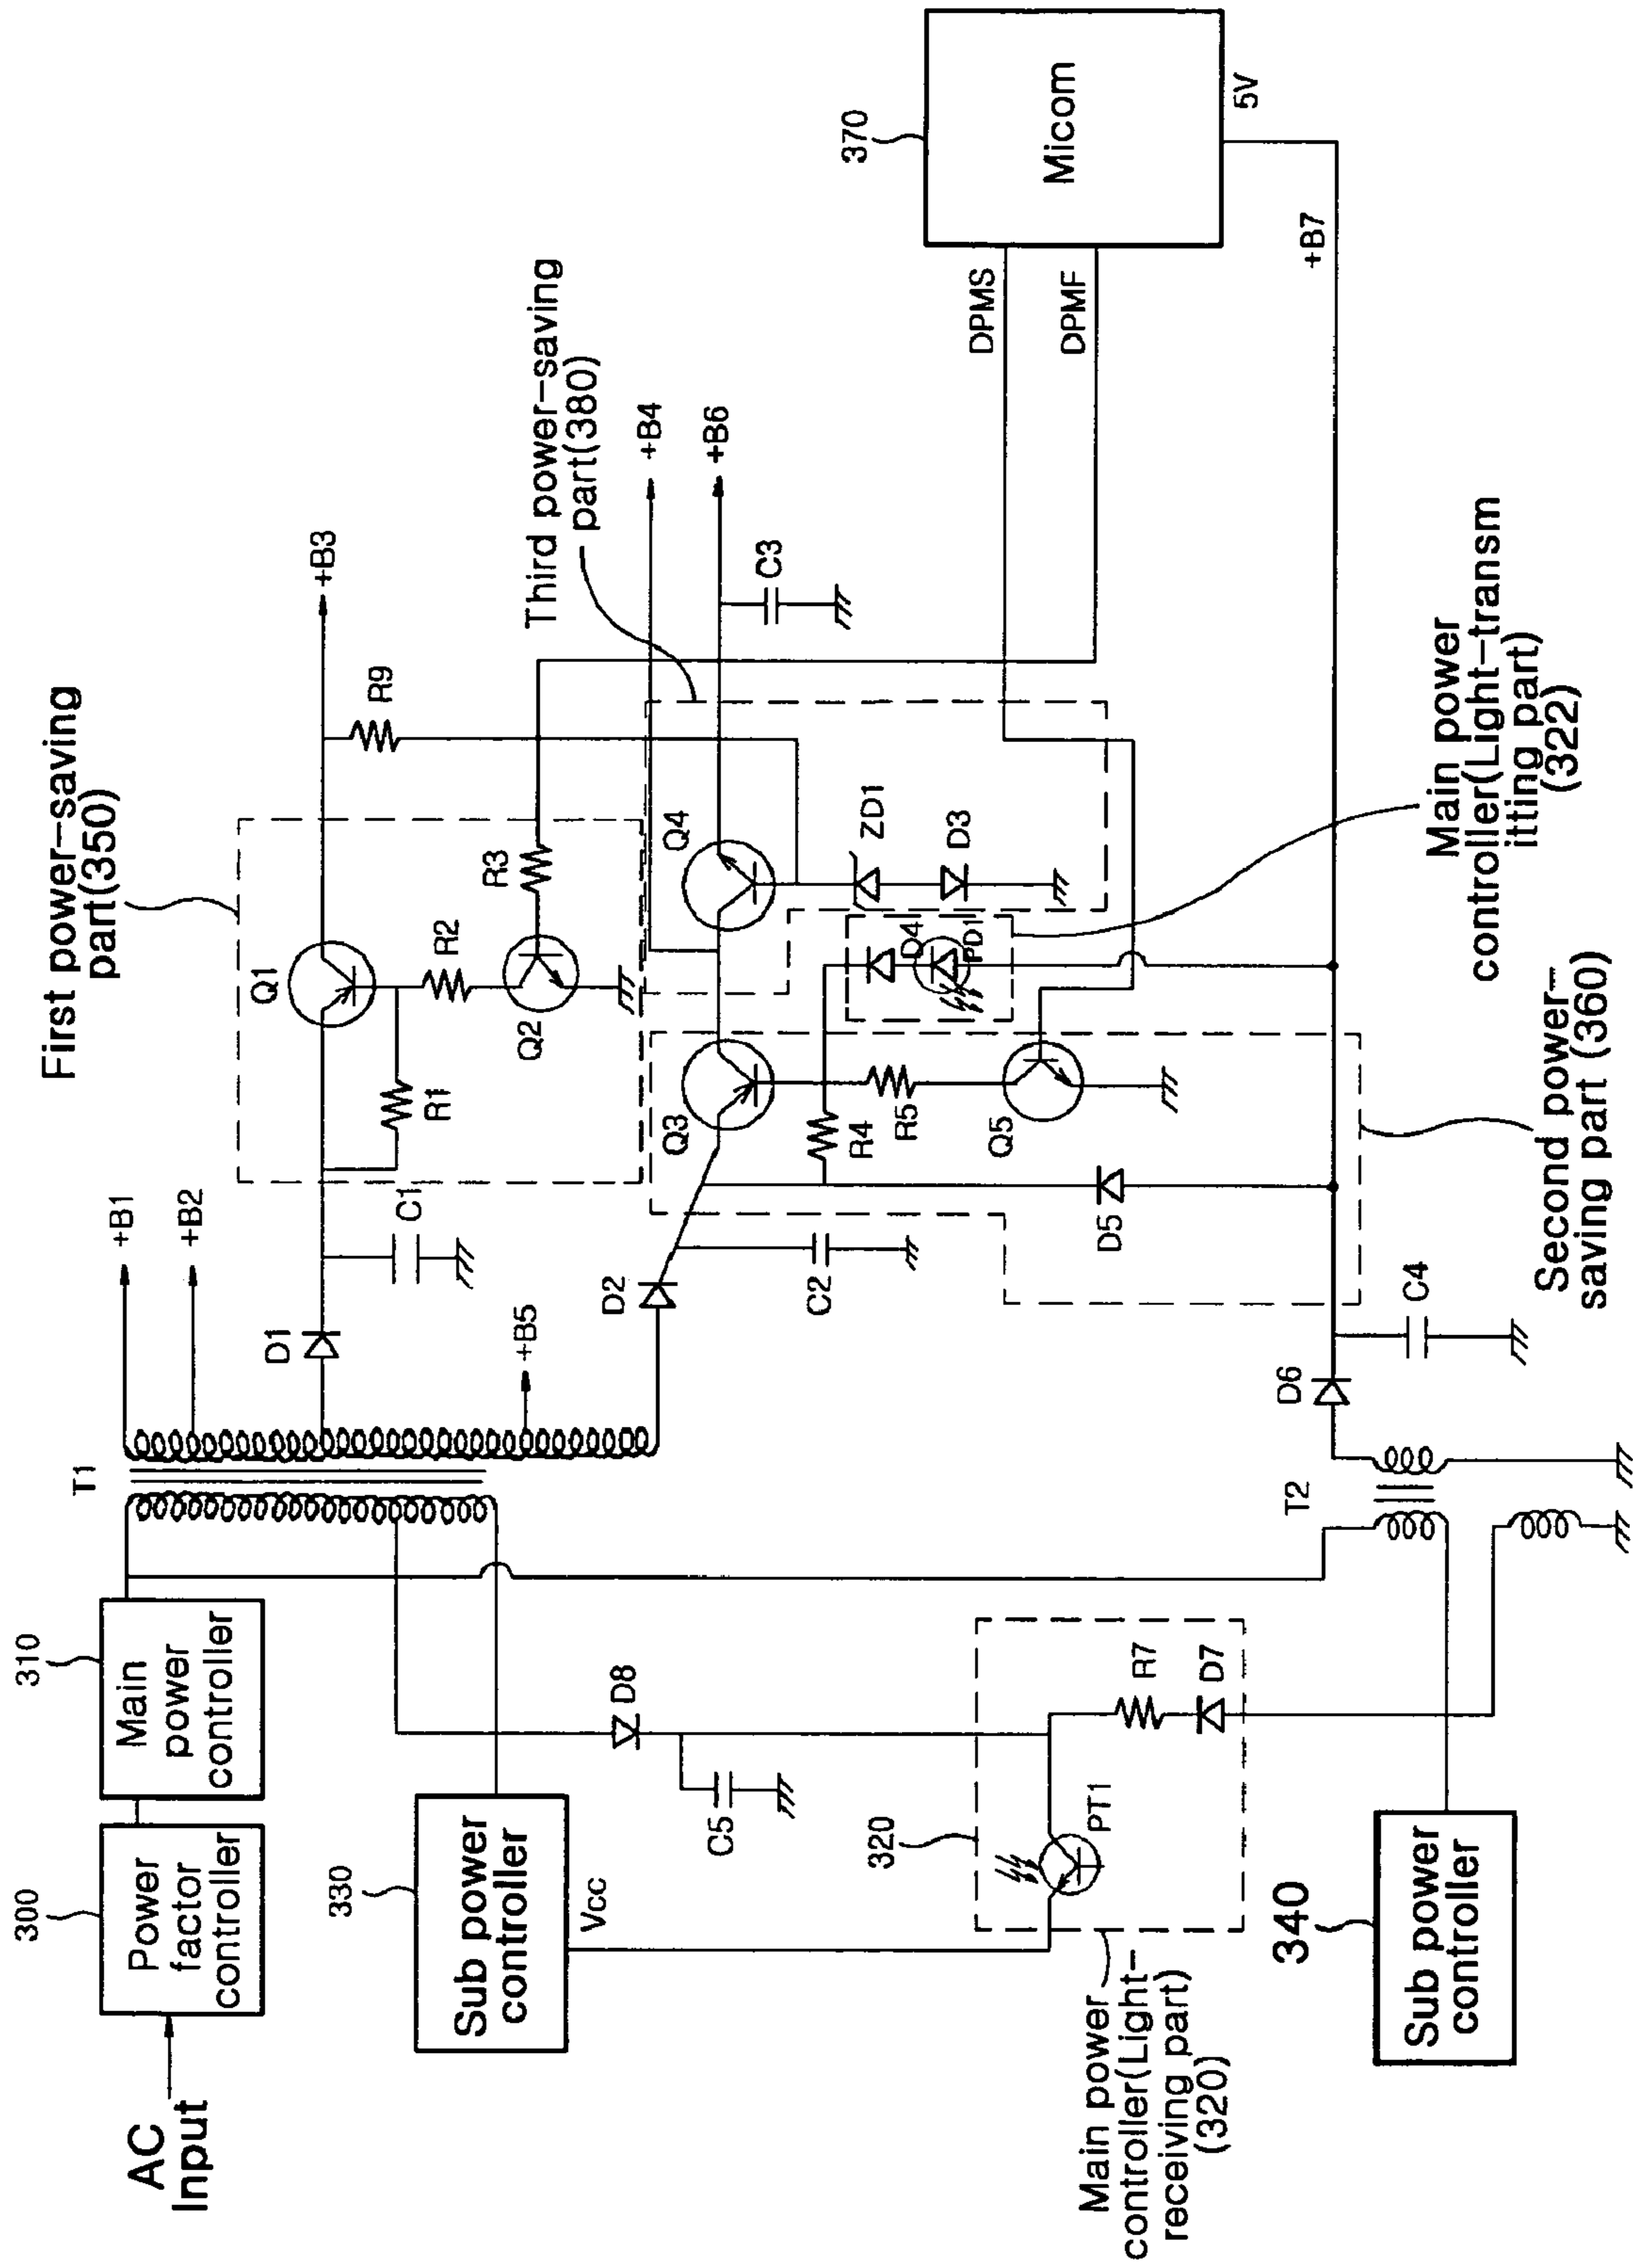 AC
Input
300
Power
factor
controller
310
Main
power
controller
T1
+B1
+B2
D1
C1
First power-saving
part(350)
Q1
R1
R2
Q2
R3
R9
+B3
+B5
D2
C2
Third power-saving
part(380)
+B4
+B6
Q3
Q4
C3
R4
R5
Q5
D5
D4
PD1
ZD1
D3
370
Micom
DPMS
DPMF
5V
+B7
Main power
controller(Light-transm
itting part)
(322)
Second power-
saving part (360)
330
Sub power
controller
Vcc
D8
C5
320
PT1
R7
D7
Main power
controller(Light-
receiving part)
(320)
340
Sub power
controller
T2
D6
C4